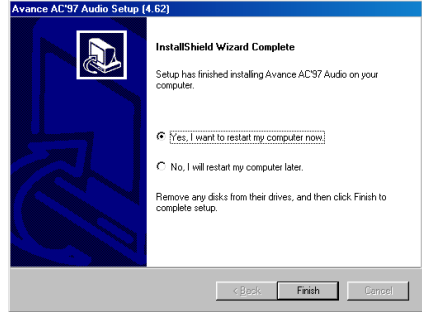 Avance AC'97 Audio Setup (4.62)
InstallShield Wizard Complete
Setup has finished installing Avance AC'97 Audio on your
computer.
Yes, I want to restart my computer now.
No, I will restart my computer later.
Remove any disks from their drives, and then click Finish to
complete setup.
< Back Finish Cancel